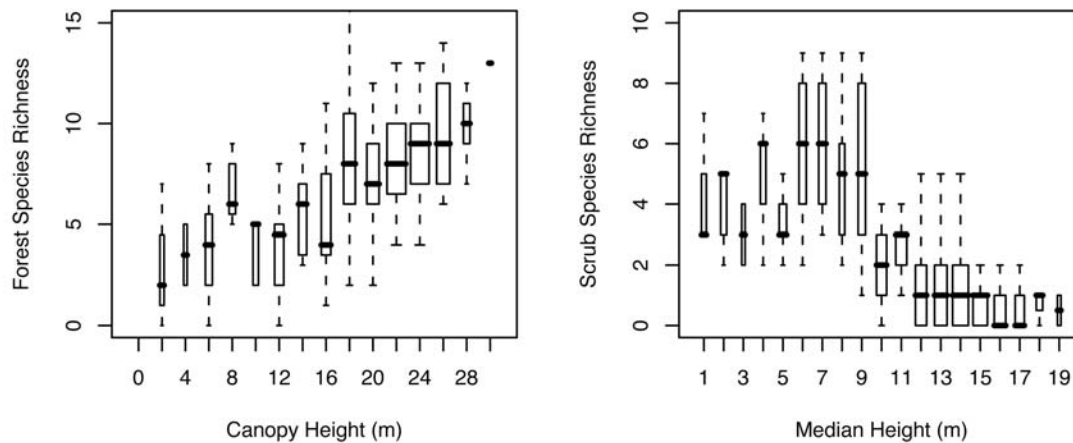 Forest Species Richness
15
10
5
0
0 4 8 12 16 20 24 28
Canopy Height (m)
Scrub Species Richness
10
8
6
4
2
0
1 3 5 7 9 11 13 15 17 19
Median Height (m)